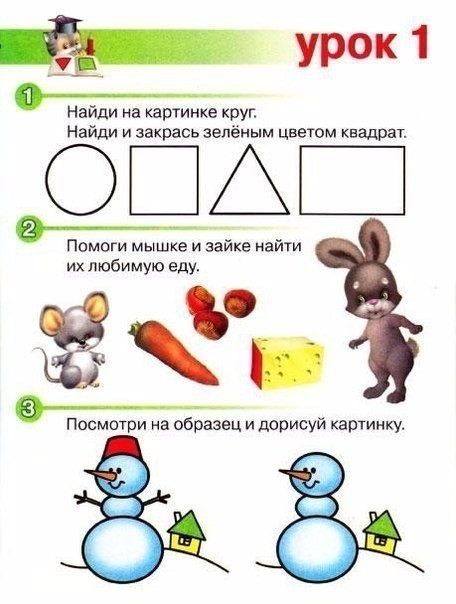 урок 1
1
Найди на картинке круг.
Найди и закрась зелёным цветом квадрат.
2
Помоги мышке и зайке найти
их любимую еду.
3
Посмотри на образец и дорисуй картинку.